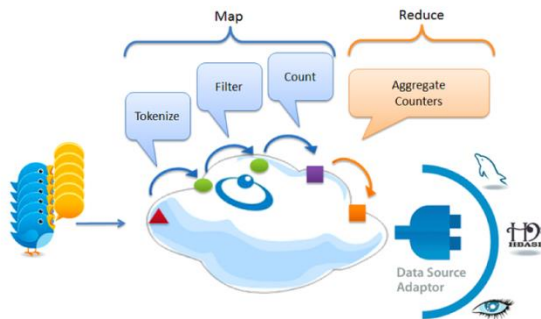 Map
Reduce
Tokenize
Filter
Count
Aggregate
Counters
Data Source
Adaptor